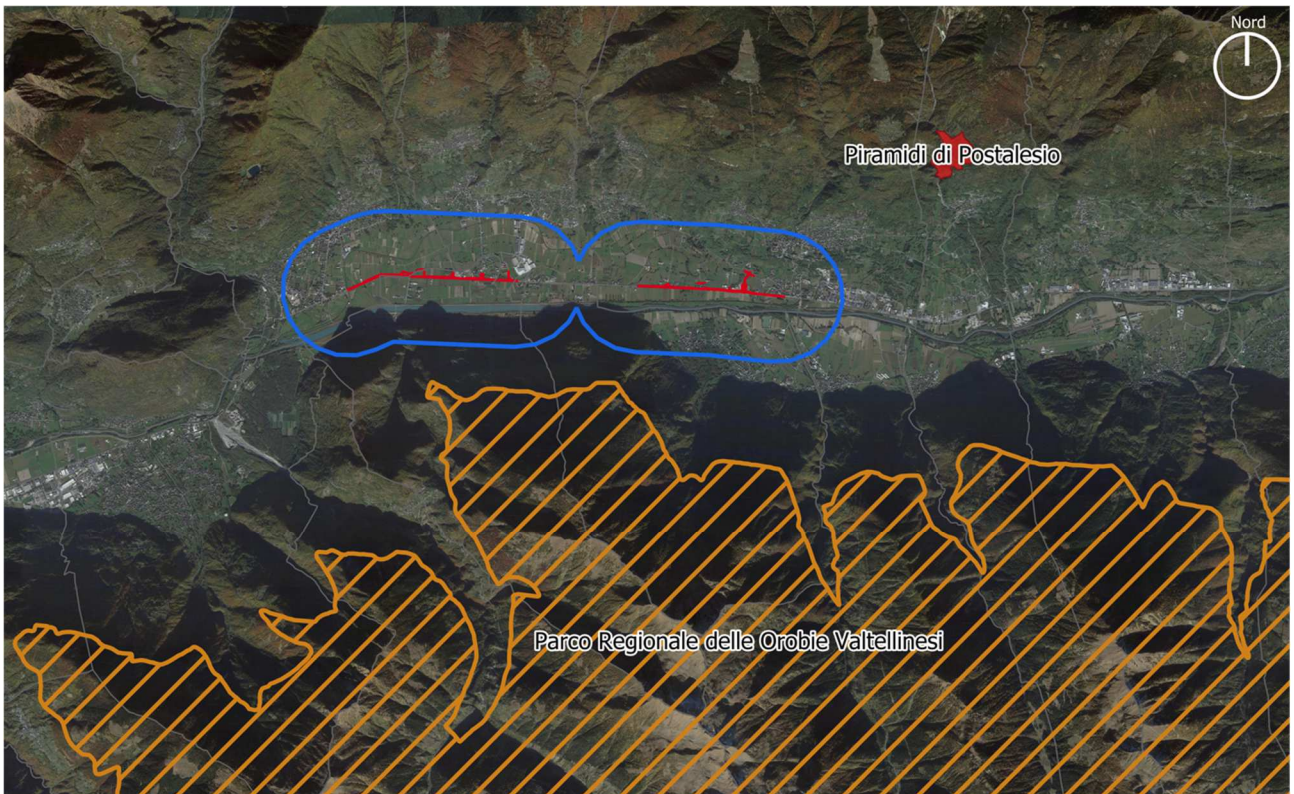 Nord
Piramidi di Postalesio
Parco Regionale delle Orobie Valtellinesi